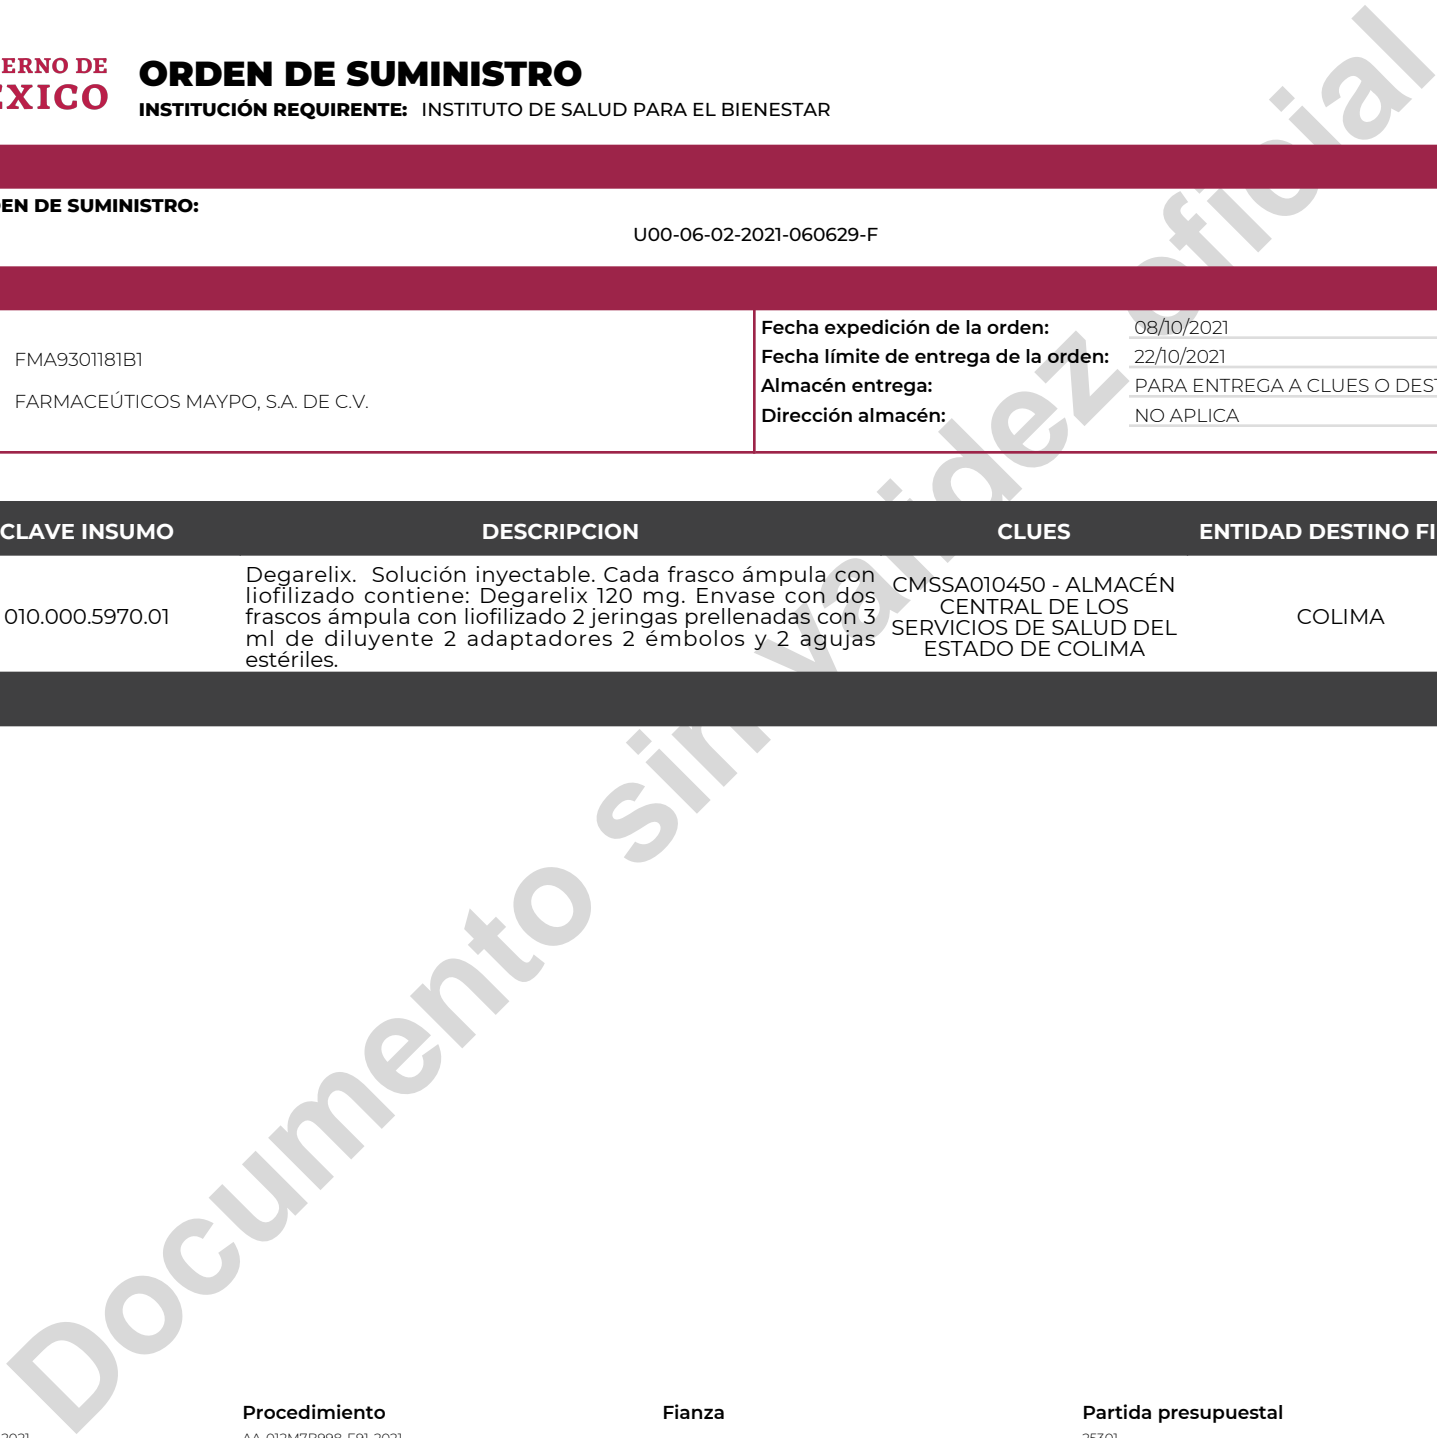 ERNO DE
ÉXICO
ORDEN DE SUMINISTRO
INSTITUCIÓN REQUIRENTE: INSTITUTO DE SALUD PARA EL BIENESTAR
EN DE SUMINISTRO:
U00-06-02-2021-060629-F
FMA9301181B1
FARMACEÚTICOS MAYPO, S.A. DE C.V.
Fecha expedición de la orden: 08/10/2021
Fecha límite de entrega de la orden: 22/10/2021
Almacén entrega: PARA ENTREGA A CLUES O DEST
Dirección almacén: NO APLICA
CLAVE INSUMO DESCRIPCION CLUES ENTIDAD DESTINO FI
010.000.5970.01
Degarelix. Solución inyectable. Cada frasco ámpula con
liofilizado contiene: Degarelix 120 mg. Envase con dos
frascos ámpula con liofilizado 2 jeringas prellenadas con 3
ml de diluyente 2 adaptadores 2 émbolos y 2 agujas
estériles.
CMSSA010450 - ALMACÉN
CENTRAL DE LOS
SERVICIOS DE SALUD DEL
ESTADO DE COLIMA
COLIMA
Documento sin validez oficial
Procedimiento Fianza Partida presupuestal